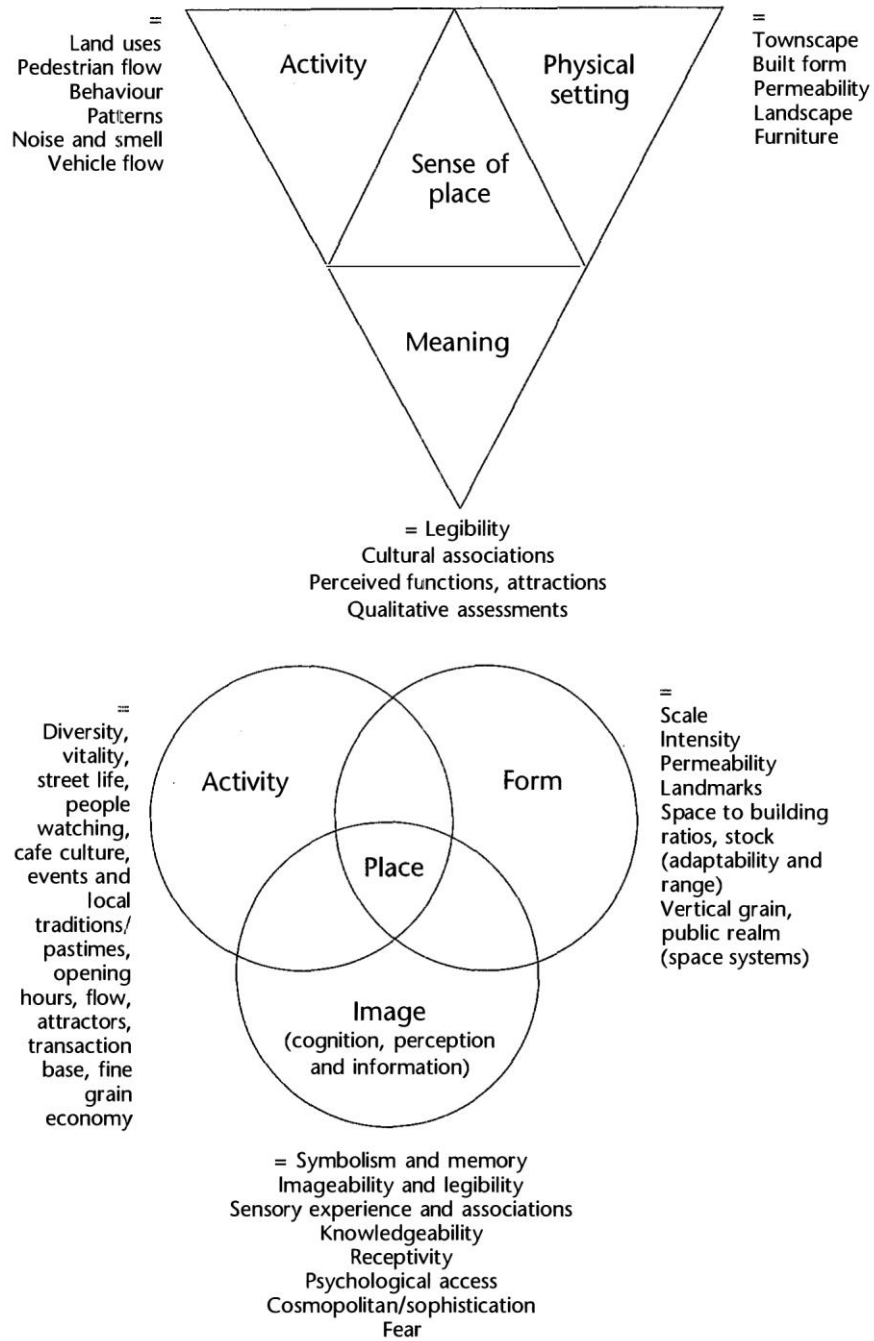 =
Land uses
Pedestrian flow
Behaviour
Patterns
Noise and smell
Vehicle flow
Activity
Physical
setting
=
Townscape
Built form
Permeability
Landscape
Furniture
Sense of
place
Meaning
= Legibility
Cultural associations
Perceived functions, attractions
Qualitative assessments
=
Diversity,
vitality,
street life,
people
watching,
cafe culture,
events and
local
traditions/
pastimes,
opening
hours, flow,
attractors,
transaction
base, fine
grain
economy
Activity
Form
Place
Image
(cognition, perception
and information)
=
Scale
Intensity
Permeability
Landmarks
Space to building
ratios, stock
(adaptability and
range)
Vertical grain,
public realm
(space systems)
= Symbolism and memory
Imageability and legibility
Sensory experience and associations
Knowledgeability
Receptivity
Psychological access
Cosmopolitan/sophistication
Fear